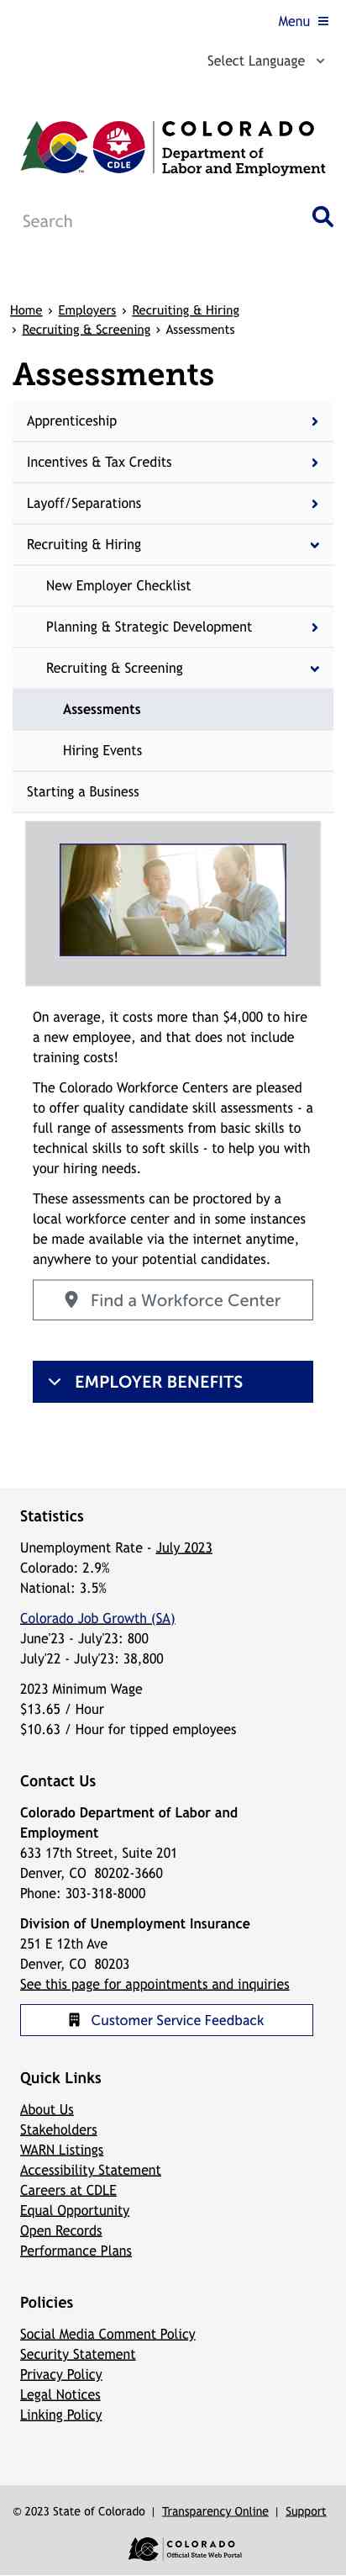 Menu
Select Language
COLORADO
Department of
Labor and Employment
CDLE
Search
Home › Employers › Recruiting & Hiring
› Recruiting & Screening › Assessments
Assessments
Apprenticeship
Incentives & Tax Credits
Layoff/Separations
Recruiting & Hiring
New Employer Checklist
Planning & Strategic Development
Recruiting & Screening
Assessments
Hiring Events
Starting a Business
On average, it costs more than $4,000 to hire
a new employee, and that does not include
training costs!
The Colorado Workforce Centers are pleased
to offer quality candidate skill assessments - a
full range of assessments from basic skills to
technical skills to soft skills - to help you with
your hiring needs.
These assessments can be proctored by a
local workforce center and in some instances
be made available via the internet anytime,
anywhere to your potential candidates.
Find a Workforce Center
EMPLOYER BENEFITS
Statistics
Unemployment Rate - July 2023
Colorado: 2.9%
National: 3.5%
Colorado Job Growth (SA)
June'23 - July'23: 800
July'22 - July'23: 38,800
2023 Minimum Wage
$13.65 / Hour
$10.63 / Hour for tipped employees
Contact Us
Colorado Department of Labor and
Employment
633 17th Street, Suite 201
Denver, CO  80202-3660
Phone: 303-318-8000
Division of Unemployment Insurance
251 E 12th Ave
Denver, CO  80203
See this page for appointments and inquiries
Customer Service Feedback
Quick Links
About Us
Stakeholders
WARN Listings
Accessibility Statement
Careers at CDLE
Equal Opportunity
Open Records
Performance Plans
Policies
Social Media Comment Policy
Security Statement
Privacy Policy
Legal Notices
Linking Policy
© 2023 State of Colorado | Transparency Online | Support
COLORADO
Official State Web Portal